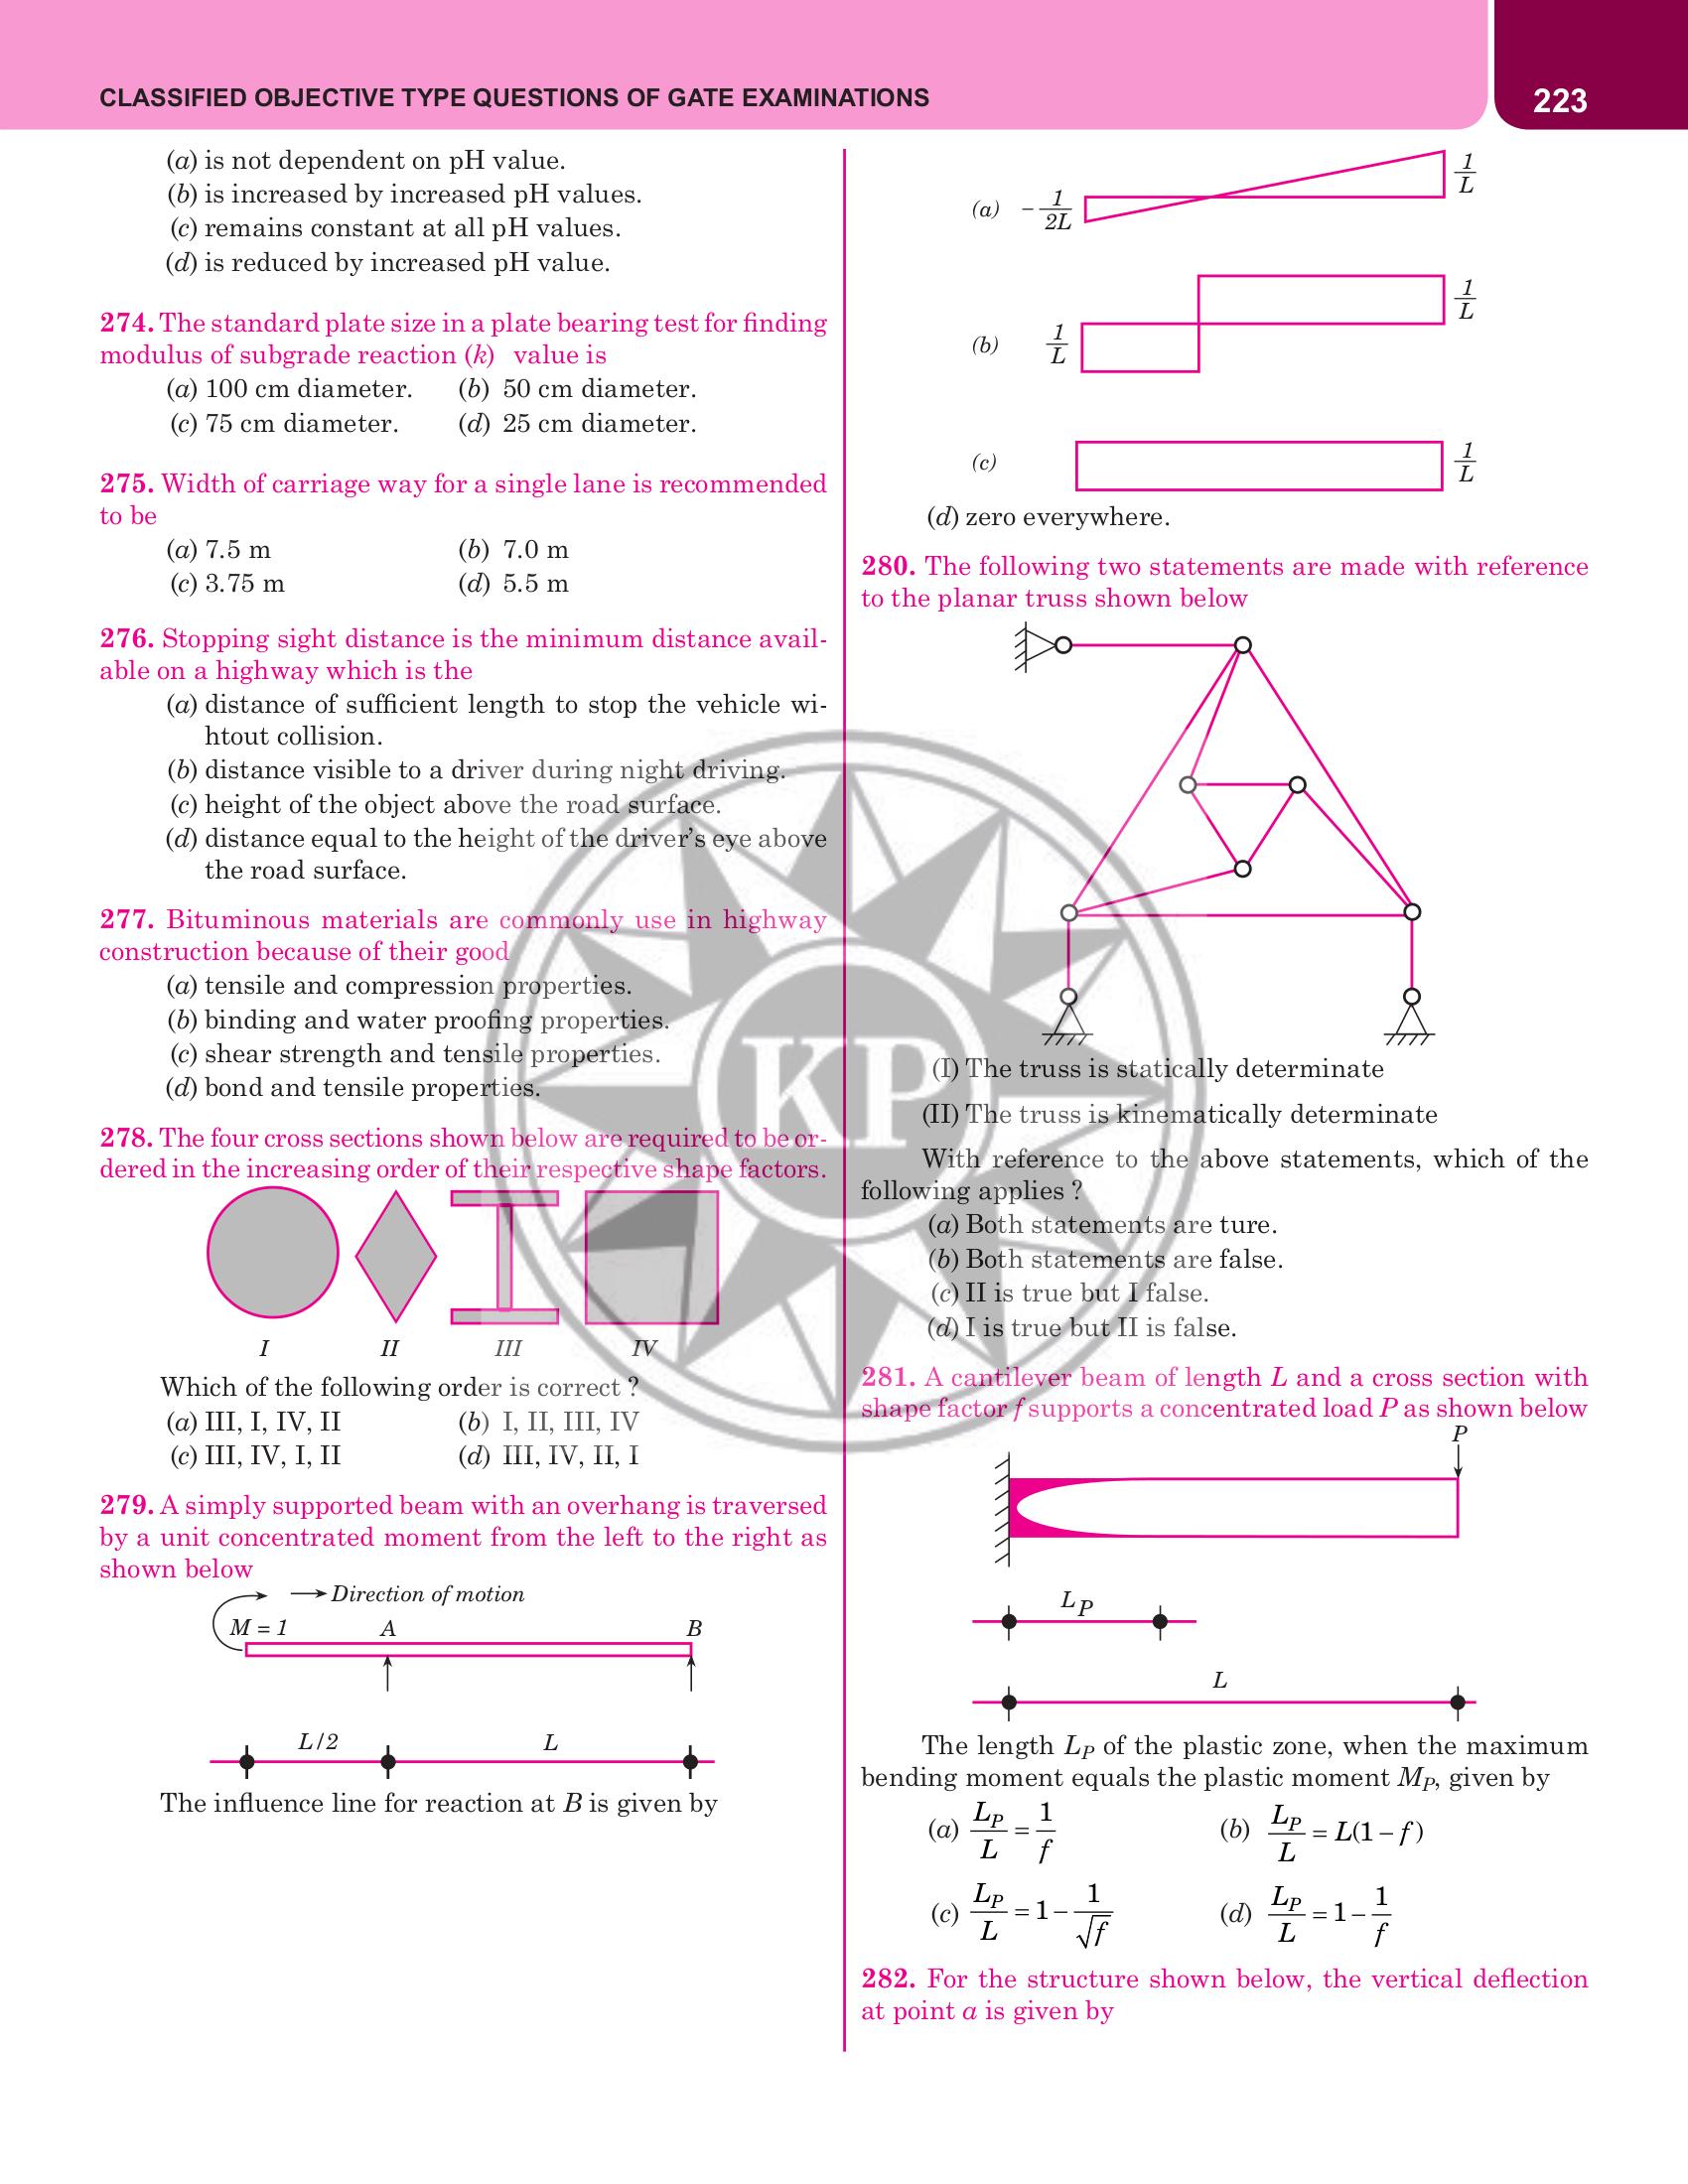 CLASSIFIED OBJECTIVE TYPE QUESTIONS OF GATE EXAMINATIONS
223
(a) is not dependent on pH value.
(b) is increased by increased pH values.
(c) remains constant at all pH values.
(d) is reduced by increased pH value.
274. The standard plate size in a plate bearing test for finding
modulus of subgrade reaction (k) value is
(a) 100 cm diameter. (b) 50 cm diameter.
(c) 75 cm diameter. (d) 25 cm diameter.
275. Width of carriage way for a single lane is recommended
to be
(a) 7.5 m (b) 7.0 m
(c) 3.75 m (d) 5.5 m
276. Stopping sight distance is the minimum distance avail-
able on a highway which is the
(a) distance of sufficient length to stop the vehicle wi-
htout collision.
(b) distance visible to a driver during night driving.
(c) height of the object above the road surface.
(d) distance equal to the height of the driver's eye above
the road surface.
277. Bituminous materials are commonly use in highway
construction because of their good
(a) tensile and compression properties.
(b) binding and water proofing properties.
(c) shear strength and tensile properties.
(d) bond and tensile properties.
278. The four cross sections shown below are required to be or-
dered in the increasing order of their respective shape factors.
I II III IV
Which of the following order is correct ?
(a) III, I, IV, II (b) I, II, III, IV
(c) III, IV, I, II (d) III, IV, II, I
279. A simply supported beam with an overhang is traversed
by a unit concentrated moment from the left to the right as
shown below
Direction of motion
M = 1 A B
L/2 L
The influence line for reaction at B is given by
(a) – 1/2L 1/L
(b) 1/L 1/L
(c) 1/L
(d) zero everywhere.
280. The following two statements are made with reference
to the planar truss shown below
(I) The truss is statically determinate
(II) The truss is kinematically determinate
With reference to the above statements, which of the
following applies ?
(a) Both statements are ture.
(b) Both statements are false.
(c) II is true but I false.
(d) I is true but II is false.
281. A cantilever beam of length L and a cross section with
shape factor f supports a concentrated load P as shown below
P
L_P
L
The length L_P of the plastic zone, when the maximum
bending moment equals the plastic moment M_P, given by
(a) L_P/L = 1/f (b) L_P/L = L(1 – f)
(c) L_P/L = 1 – 1/√f (d) L_P/L = 1 – 1/f
282. For the structure shown below, the vertical deflection
at point a is given by
KP